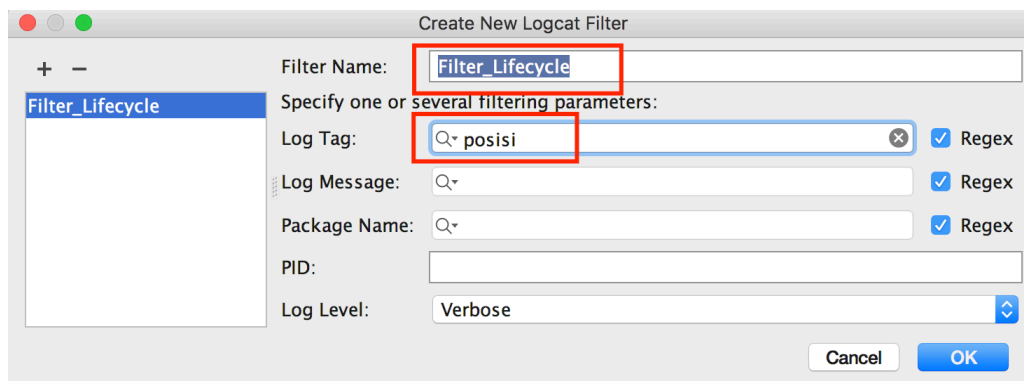 Create New Logcat Filter
Filter Name: Filter_Lifecycle
Filter_Lifecycle
Specify one or several filtering parameters:
Log Tag: posisi Regex
Log Message: Regex
Package Name: Regex
PID:
Log Level: Verbose
Cancel OK